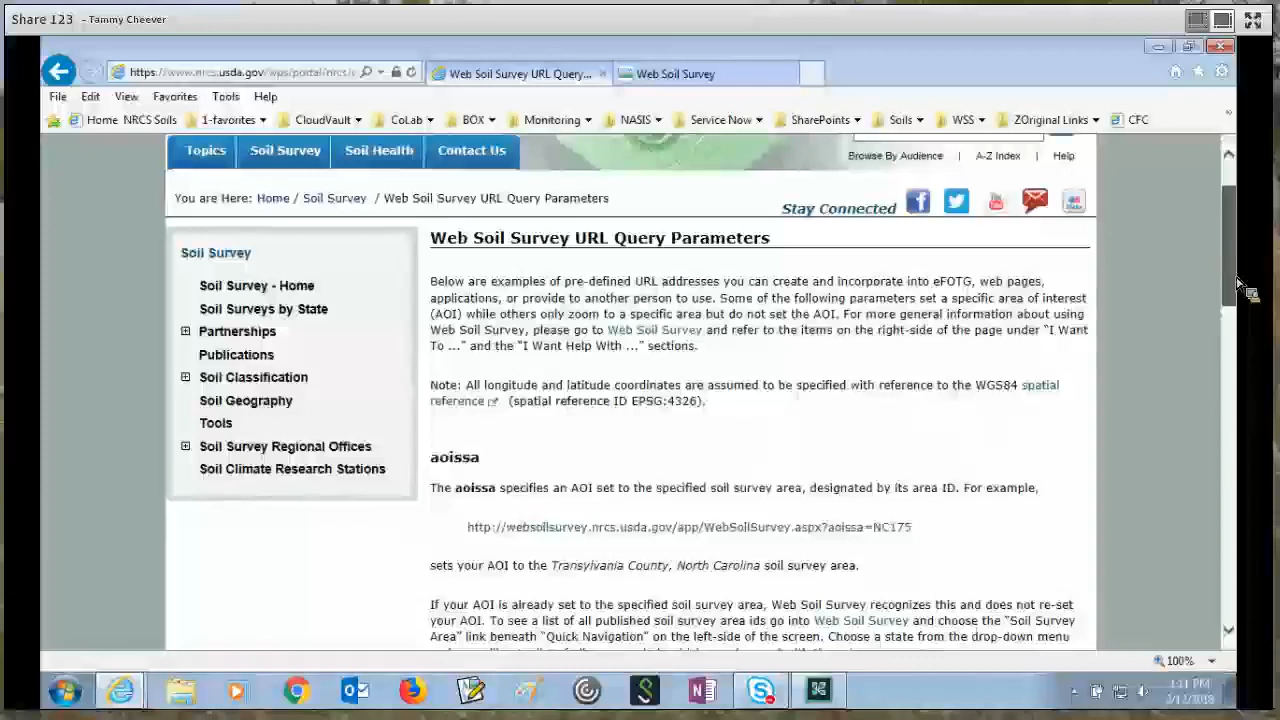 Share 123 - Tammy Cheever
https://www.nrcs.usda.gov/wps/portal/nrcs/
Web Soil Survey URL Query...
Web Soil Survey
File Edit View Favorites Tools Help
Home NRCS Soils 1-favorites CloudVault CoLab BOX Monitoring NASIS Service Now SharePoints Soils WSS ZOriginal Links CFC
Topics Soil Survey Soil Health Contact Us
Browse By Audience | A-Z Index | Help
You are Here: Home / Soil Survey / Web Soil Survey URL Query Parameters
Stay Connected
Soil Survey
Soil Survey - Home
Soil Surveys by State
Partnerships
Publications
Soil Classification
Soil Geography
Tools
Soil Survey Regional Offices
Soil Climate Research Stations
Web Soil Survey URL Query Parameters
Below are examples of pre-defined URL addresses you can create and incorporate into eFOTG, web pages,
applications, or provide to another person to use. Some of the following parameters set a specific area of interest
(AOI) while others only zoom to a specific area but do not set the AOI. For more general information about using
Web Soil Survey, please go to Web Soil Survey and refer to the items on the right-side of the page under "I Want
To ..." and the "I Want Help With ..." sections.
Note: All longitude and latitude coordinates are assumed to be specified with reference to the WGS84 spatial
reference (spatial reference ID EPSG:4326).
aoissa
The aoissa specifies an AOI set to the specified soil survey area, designated by its area ID. For example,
http://websoilsurvey.nrcs.usda.gov/app/WebSoilSurvey.aspx?aoissa=NC175
sets your AOI to the Transylvania County, North Carolina soil survey area.
If your AOI is already set to the specified soil survey area, Web Soil Survey recognizes this and does not re-set
your AOI. To see a list of all published soil survey area ids go into Web Soil Survey and choose the "Soil Survey
Area" link beneath "Quick Navigation" on the left-side of the screen. Choose a state from the drop-down menu
100%
1:11 PM
2/12/2018